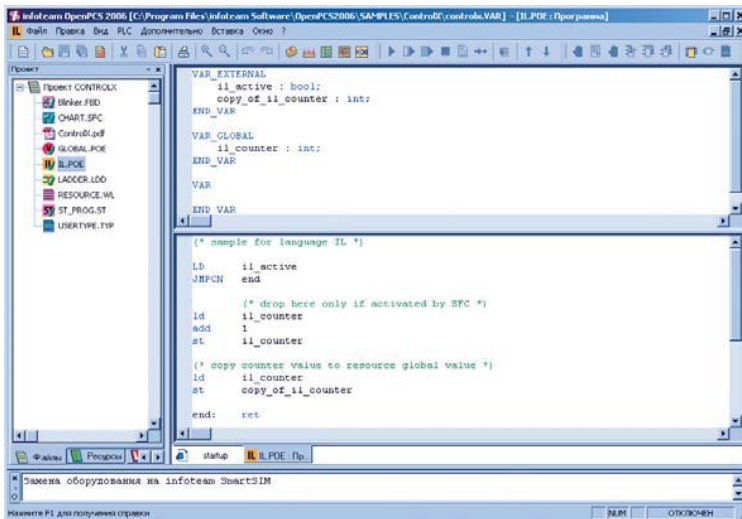 infoteam OpenPCS 2006 [C:\Program Files\infoteam Software\OpenPCS2006\SAMPLES\ControlX\controlx.VAR] - [IL.POE : Программа]
Файл Правка Вид PLC Дополнительно Вставка Окно ?
Проект
Проект CONTROLX
Blinker.FBD
CHART.SFC
ControlX.pdf
GLOBAL.POE
IL.POE
LADDER.LDD
RESOURCE.WL
ST_PROG.ST
USERTYPE.TYP
VAR_EXTERNAL
il_active : bool;
copy_of_il_counter : int;
END_VAR
VAR_GLOBAL
il_counter : int;
END_VAR
VAR
END_VAR
(* sample for language IL *)
LD il_active
JMPCN end
(* drop here only if activated by SFC *)
ld il_counter
add 1
st il_counter
(* copy counter value to resource global value *)
ld il_counter
st copy_of_il_counter
end: ret
Файлы Ресурсы
startup IL IL.POE : Пр...
Замена оборудования на infoteam SmartSIM
Нажмите F1 для получения справки
NUM ОТКЛЮЧЕН